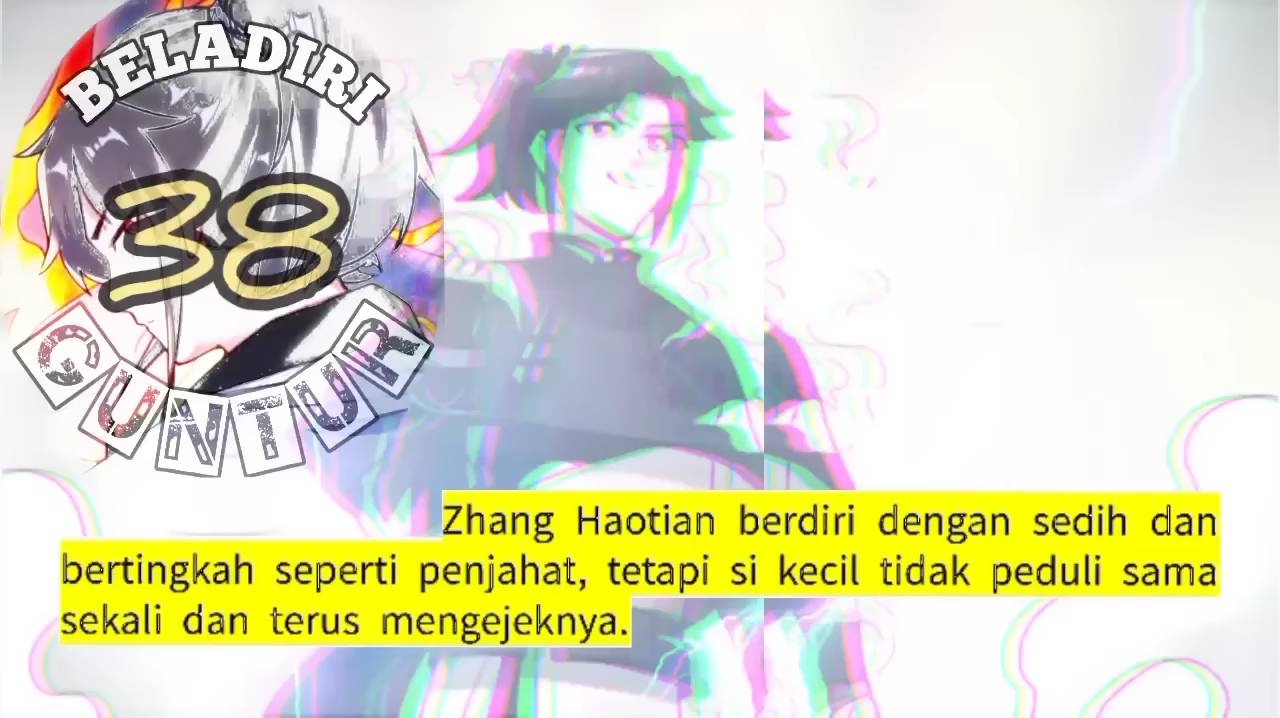 BELADIRI
38
GUNTUR
Zhang Haotian berdiri dengan sedih dan
bertingkah seperti penjahat, tetapi si kecil tidak peduli sama
sekali dan terus mengejeknya.